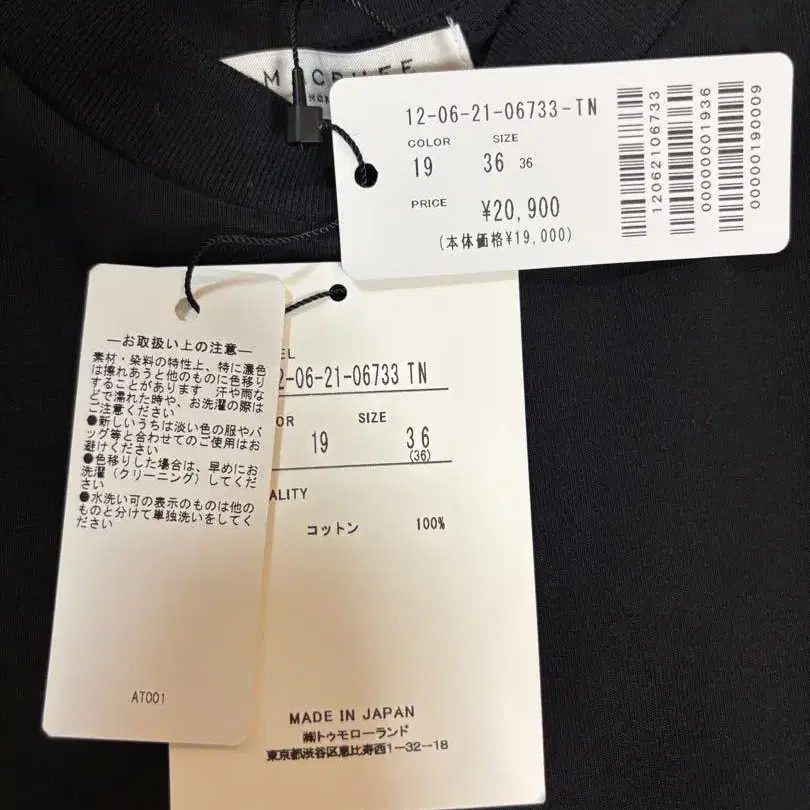 MACPHEE
12-06-21-06733-TN
COLOR SIZE
19 36 36
PRICE ¥20,900
(本体価格¥19,000)
12062106733
0000000001936
00000190009
―お取扱い上の注意―
素材・染料の特性上、特に濃色
は擦れあうと他のものに色移り
することがあります 汗や雨な
どで濡れた時や、お洗濯の際は
ご注意ください
●新しいうちは淡い色の服やバ
ッグ等と合わせてのご使用はお
避けください
●色移りした場合は、早めにお
洗濯（クリーニング）してくだ
さい
●水洗い可の表示のものは他の
ものと分けて単独洗いをしてく
ださい
AT001
EL
2-06-21-06733 TN
OR SIZE
19 36
(36)
ALITY
コットン 100%
MADE IN JAPAN
㈱トゥモローランド
東京都渋谷区恵比寿西1-32-18